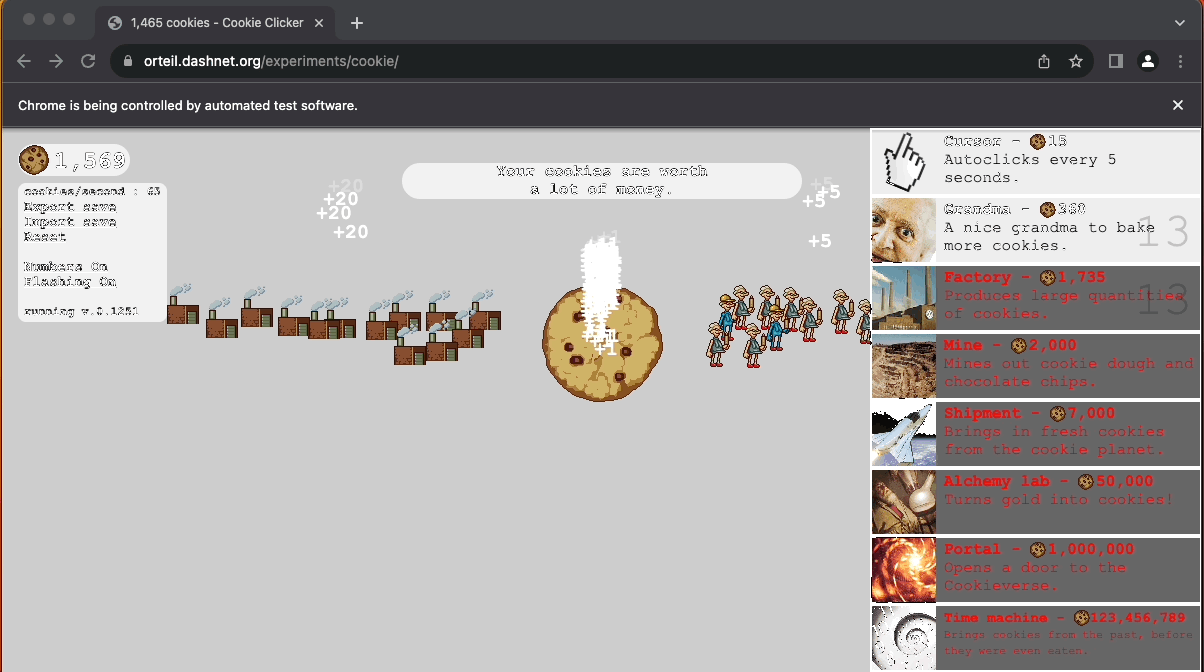 1,465 cookies - Cookie Clicker
orteil.dashnet.org/experiments/cookie/
Chrome is being controlled by automated test software.
1,569
cookies/second : 63
Export save
Import save
Reset
Numbers On
Flashing On
running v.0.1251
Your cookies are worth
a lot of money.
+20
+20
+20
+20
+1
+1
+5
+5
+5
+5
Cursor - 15
Autoclicks every 5
seconds.
Grandma - 360
A nice grandma to bake
more cookies.
13
Factory - 1,735
Produces large quantities
of cookies.
13
Mine - 2,000
Mines out cookie dough and
chocolate chips.
Shipment - 7,000
Brings in fresh cookies
from the cookie planet.
Alchemy lab - 50,000
Turns gold into cookies!
Portal - 1,000,000
Opens a door to the
Cookieverse.
Time machine - 123,456,789
Brings cookies from the past, before
they were even eaten.